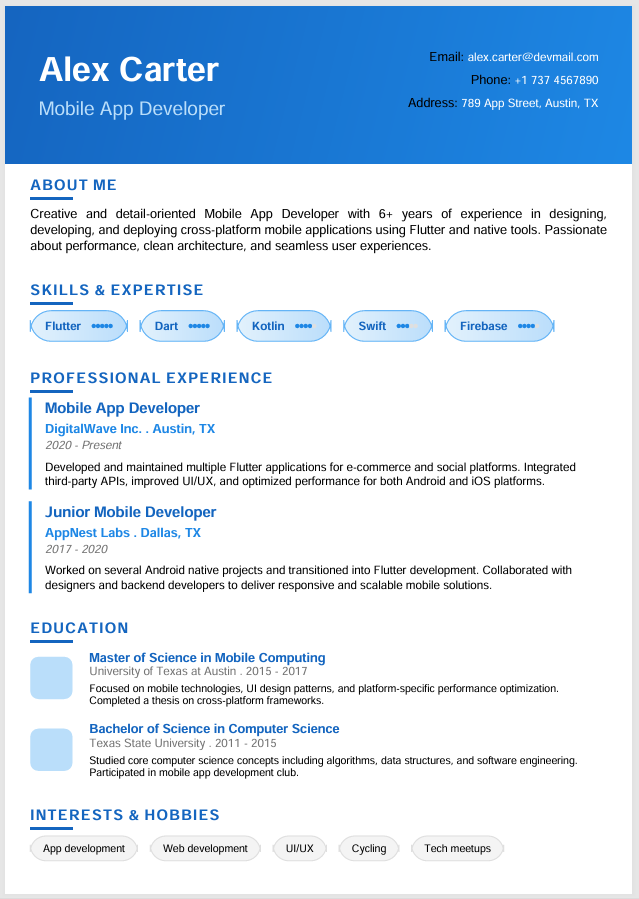 Alex Carter
Mobile App Developer
Email: alex.carter@devmail.com
Phone: +1 737 4567890
Address: 789 App Street, Austin, TX
ABOUT ME
Creative and detail-oriented Mobile App Developer with 6+ years of experience in designing,
developing, and deploying cross-platform mobile applications using Flutter and native tools. Passionate
about performance, clean architecture, and seamless user experiences.
SKILLS & EXPERTISE
Flutter •••••
Dart •••••
Kotlin ••••
Swift •••
Firebase ••••
PROFESSIONAL EXPERIENCE
Mobile App Developer
DigitalWave Inc. . Austin, TX
2020 - Present
Developed and maintained multiple Flutter applications for e-commerce and social platforms. Integrated
third-party APIs, improved UI/UX, and optimized performance for both Android and iOS platforms.
Junior Mobile Developer
AppNest Labs . Dallas, TX
2017 - 2020
Worked on several Android native projects and transitioned into Flutter development. Collaborated with
designers and backend developers to deliver responsive and scalable mobile solutions.
EDUCATION
Master of Science in Mobile Computing
University of Texas at Austin . 2015 - 2017
Focused on mobile technologies, UI design patterns, and platform-specific performance optimization.
Completed a thesis on cross-platform frameworks.
Bachelor of Science in Computer Science
Texas State University . 2011 - 2015
Studied core computer science concepts including algorithms, data structures, and software engineering.
Participated in mobile app development club.
INTERESTS & HOBBIES
App development
Web development
UI/UX
Cycling
Tech meetups